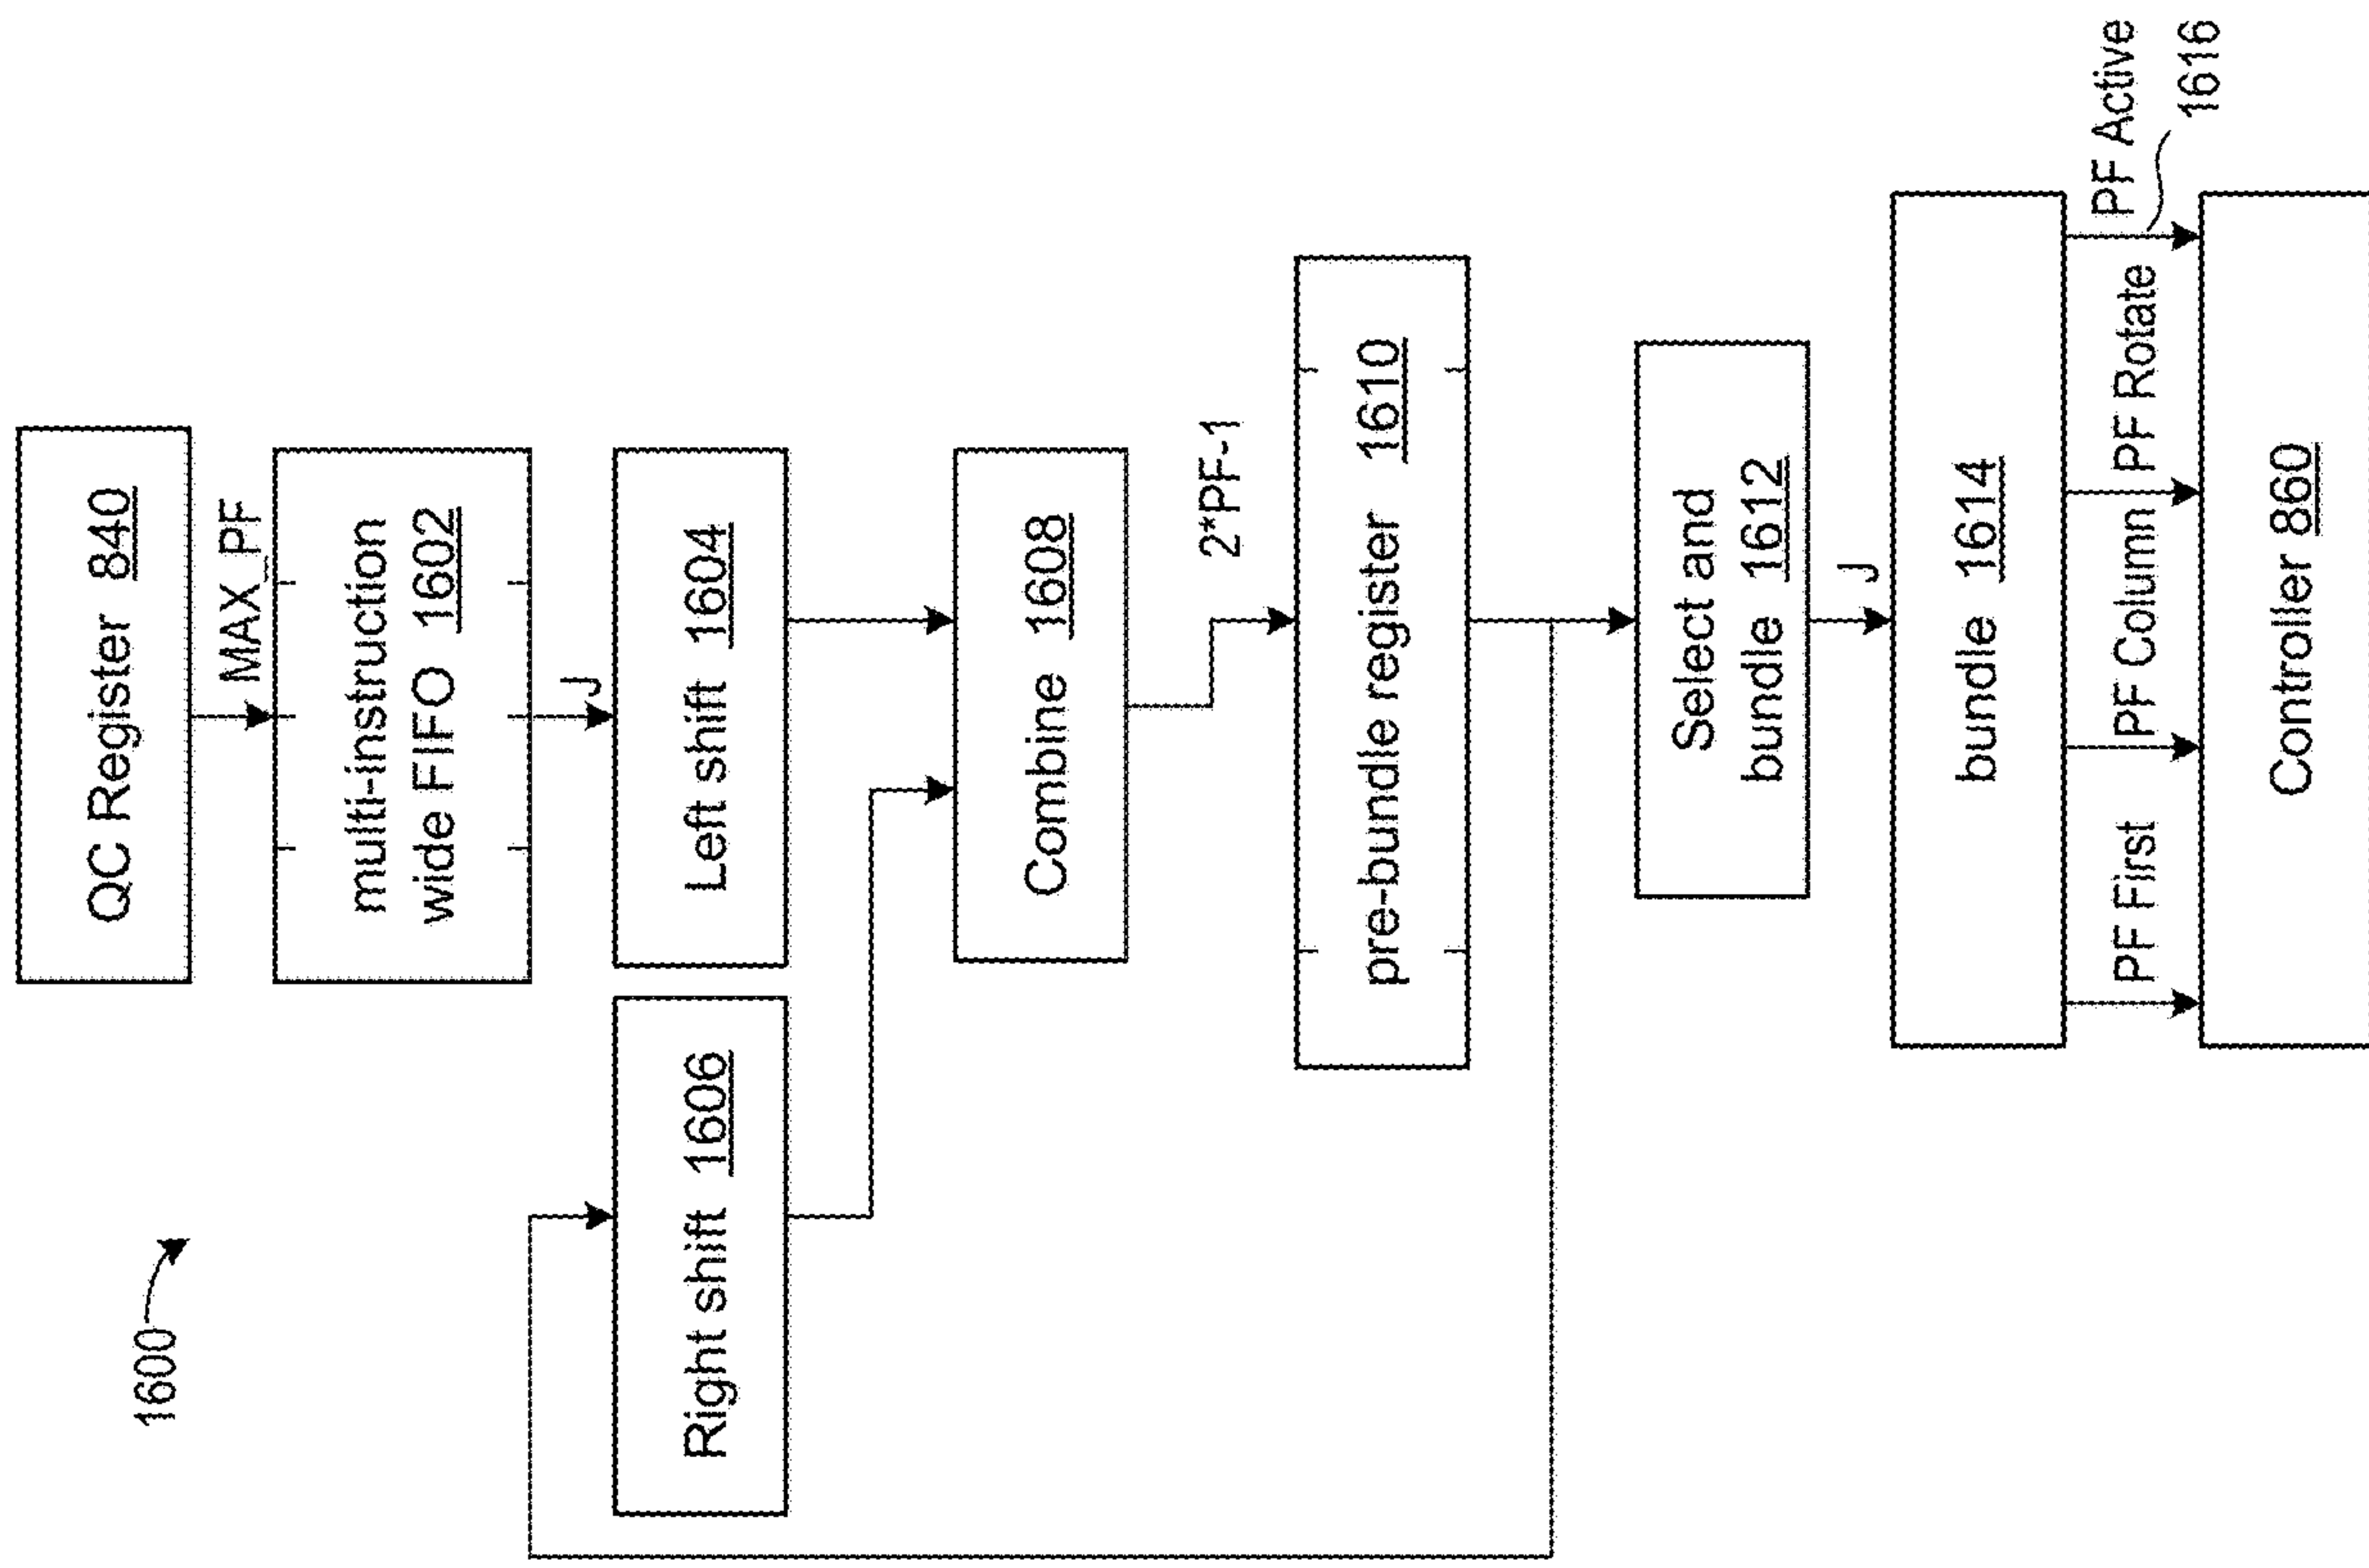 1600
QC Register 840
MAX_PF
multi-instruction
wide FIFO 1602
J
Right shift 1606
Left shift 1604
Combine 1608
2*PF-1
pre-bundle register 1610
Select and
bundle 1612
J
bundle 1614
PF First
PF Column
PF Rotate
PF Active
1616
Controller 860